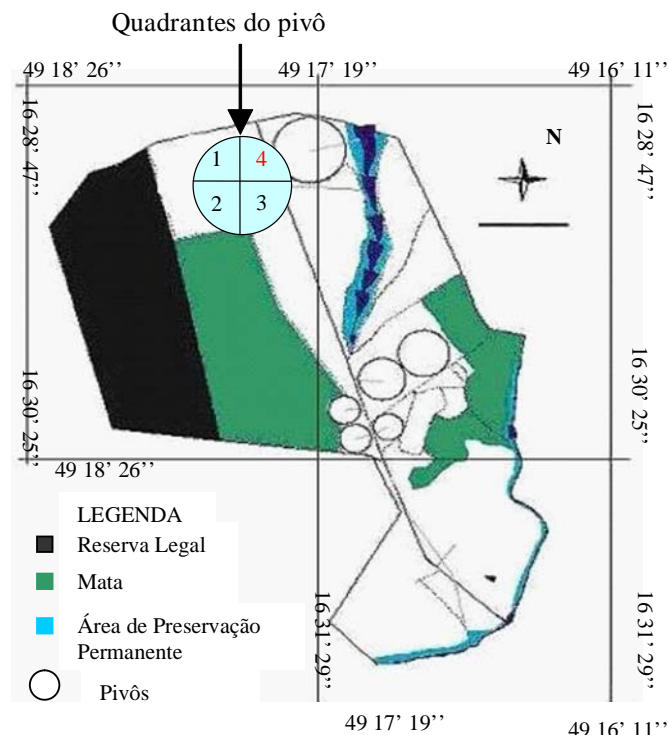 Quadrantes do pivô
49 18' 26’’
49 17' 19’’
49 16' 11’’
16 28' 47’’
16 28' 47’’
N
1
4
2
3
16 30' 25’’
16 30' 25’’
49 18' 26’’
LEGENDA
Reserva Legal
Mata
Área de Preservação
Permanente
Pivôs
16 31' 29’’
16 31' 29’’
49 17' 19’’
49 16' 11’’